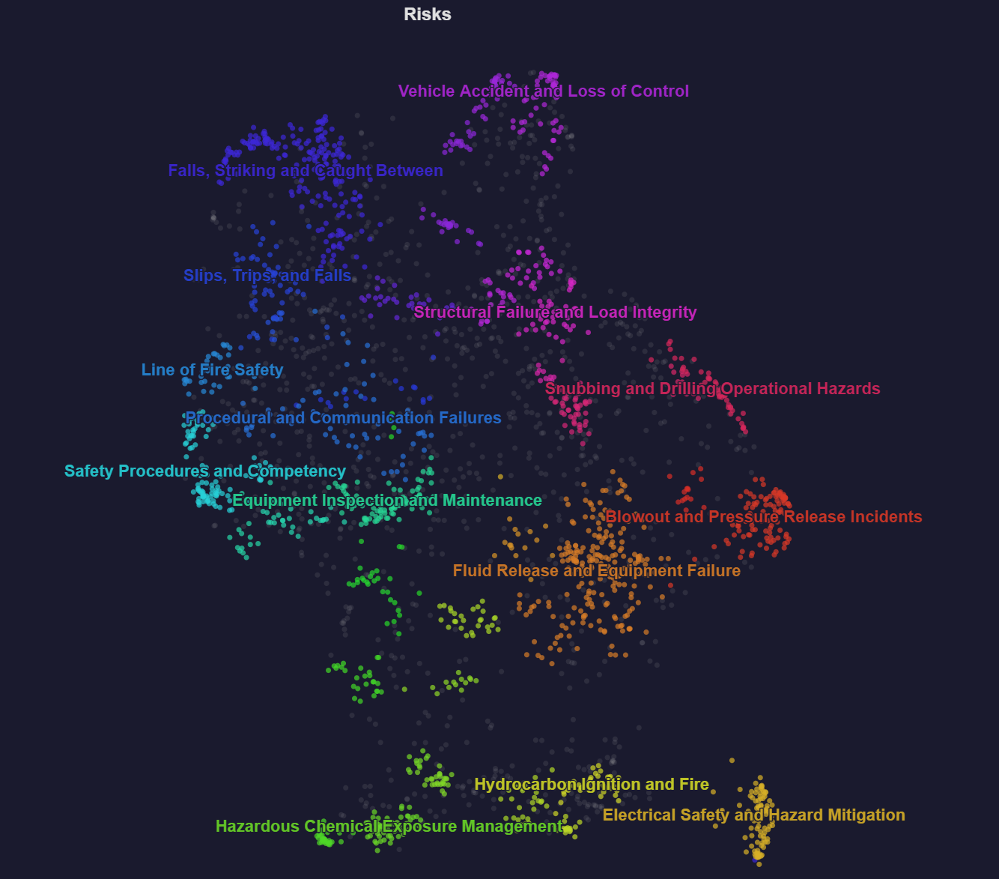 Risks
Vehicle Accident and Loss of Control
Falls, Striking and Caught Between
Slips, Trips, and Falls
Structural Failure and Load Integrity
Line of Fire Safety
Snubbing and Drilling Operational Hazards
Procedural and Communication Failures
Safety Procedures and Competency
Equipment Inspection and Maintenance
Blowout and Pressure Release Incidents
Fluid Release and Equipment Failure
Hydrocarbon Ignition and Fire
Electrical Safety and Hazard Mitigation
Hazardous Chemical Exposure Management